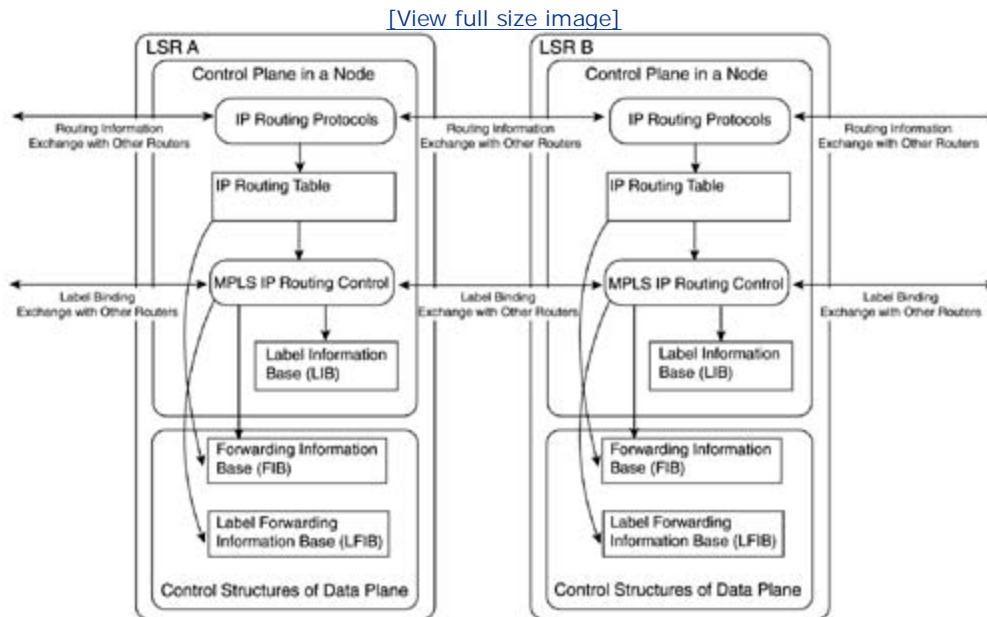 [View full size image]
LSR A
Control Plane in a Node
IP Routing Protocols
Routing Information
Exchange with Other Routers
IP Routing Table
MPLS IP Routing Control
Label Binding
Exchange with Other Routers
Label Information
Base (LIB)
Forwarding Information
Base (FIB)
Label Forwarding
Information Base (LFIB)
Control Structures of Data Plane
Routing Information
Exchange with Other Routers
Label Binding
Exchange with Other Routers
LSR B
Control Plane in a Node
IP Routing Protocols
Routing Information
Exchange with Other Routers
IP Routing Table
MPLS IP Routing Control
Label Binding
Exchange with Other Routers
Label Information
Base (LIB)
Forwarding Information
Base (FIB)
Label Forwarding
Information Base (LFIB)
Control Structures of Data Plane